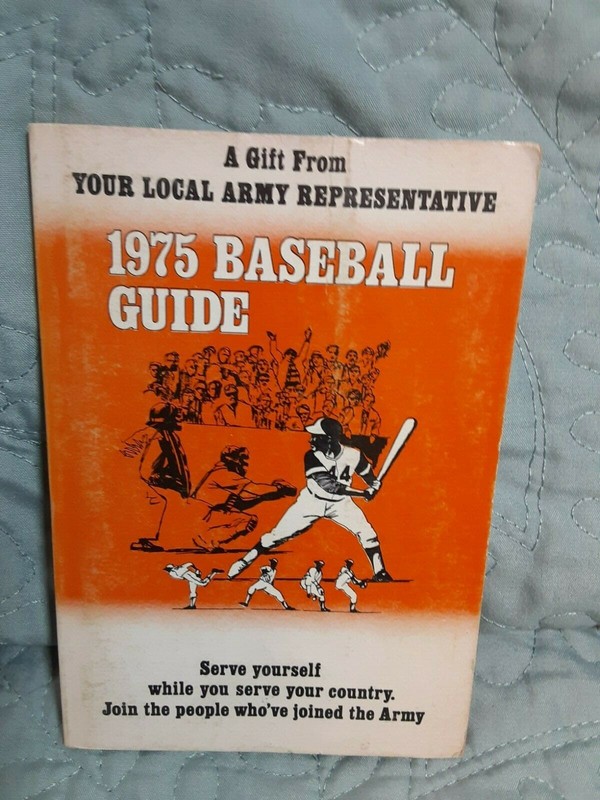 A Gift From
YOUR LOCAL ARMY REPRESENTATIVE
1975 BASEBALL
GUIDE
44
Serve yourself
while you serve your country.
Join the people who've joined the Army